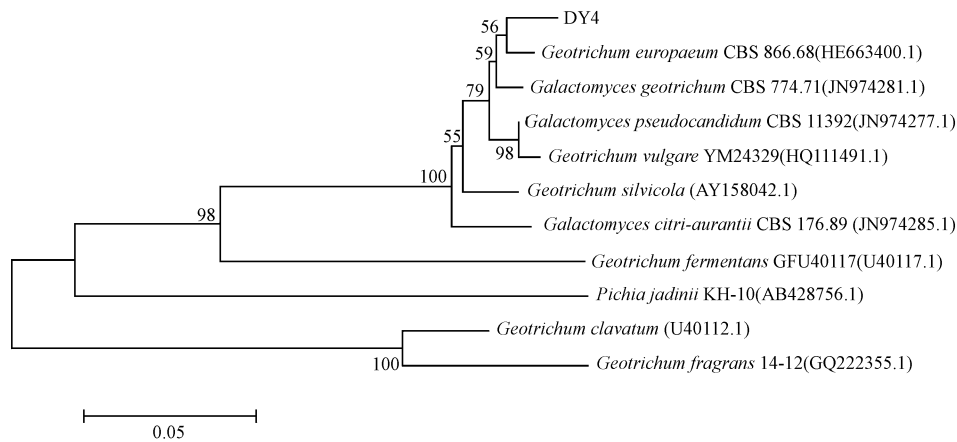 DY4
56
Geotrichum europaeum CBS 866.68(HE663400.1)
59
Galactomyces geotrichum CBS 774.71(JN974281.1)
79
Galactomyces pseudocandidum CBS 11392(JN974277.1)
55
98
Geotrichum vulgare YM24329(HQ111491.1)
100
Geotrichum silvicola (AY158042.1)
98
Galactomyces citri-aurantii CBS 176.89 (JN974285.1)
Geotrichum fermentans GFU40117(U40117.1)
Pichia jadinii KH-10(AB428756.1)
Geotrichum clavatum (U40112.1)
100
Geotrichum fragrans 14-12(GQ222355.1)
0.05